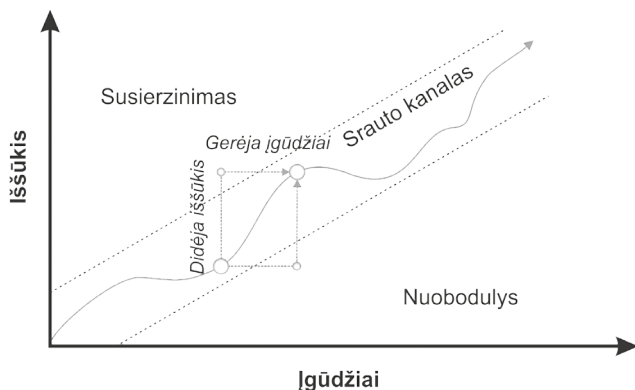 Susierzinimas
Srauto kanalas
Gerėja įgūdžiai
Didėja iššūkis
Iššūkis
Nuobodulys
Įgūdžiai